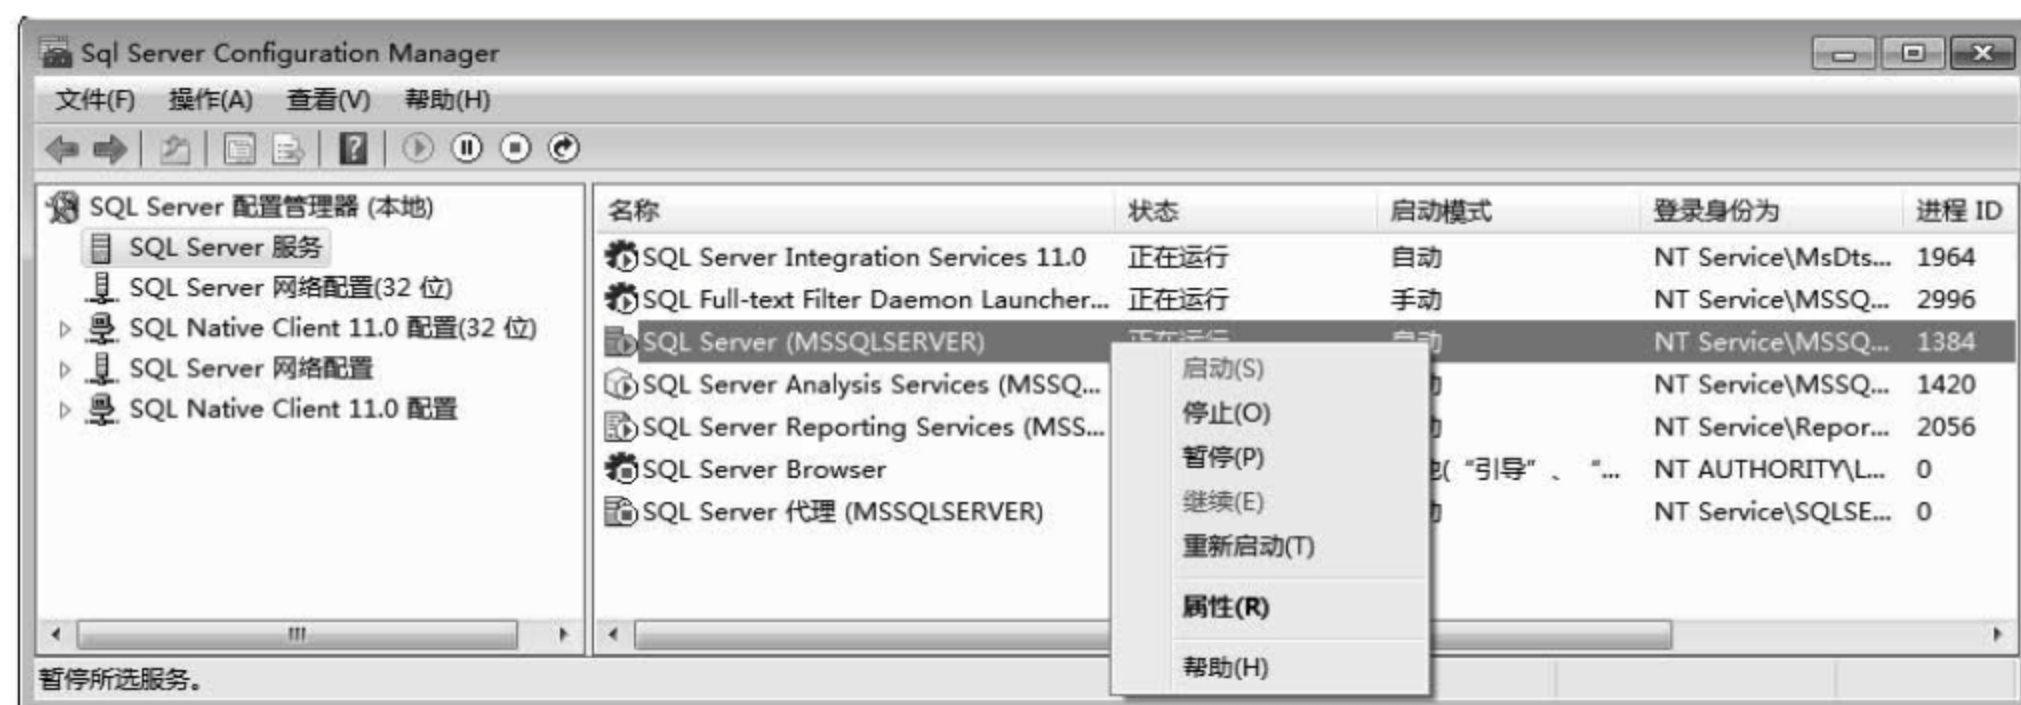 Sql Server Configuration Manager
文件(F) 操作(A) 查看(V) 帮助(H)
SQL Server 配置管理器 (本地)
SQL Server 服务
SQL Server 网络配置(32 位)
SQL Native Client 11.0 配置(32 位)
SQL Server 网络配置
SQL Native Client 11.0 配置
名称 状态 启动模式 登录身份为 进程 ID
SQL Server Integration Services 11.0 正在运行 自动 NT Service\MsDts... 1964
SQL Full-text Filter Daemon Launcher... 正在运行 手动 NT Service\MSSQ... 2996
SQL Server (MSSQLSERVER) 正在运行 自动 NT Service\MSSQ... 1384
SQL Server Analysis Services (MSSQ... NT Service\MSSQ... 1420
SQL Server Reporting Services (MSS... NT Service\Repor... 2056
SQL Server Browser ( “引导” 、 “... NT AUTHORITY\L... 0
SQL Server 代理 (MSSQLSERVER) NT Service\SQLSE... 0
启动(S)
停止(O)
暂停(P)
继续(E)
重新启动(T)
属性(R)
帮助(H)
暂停所选服务。